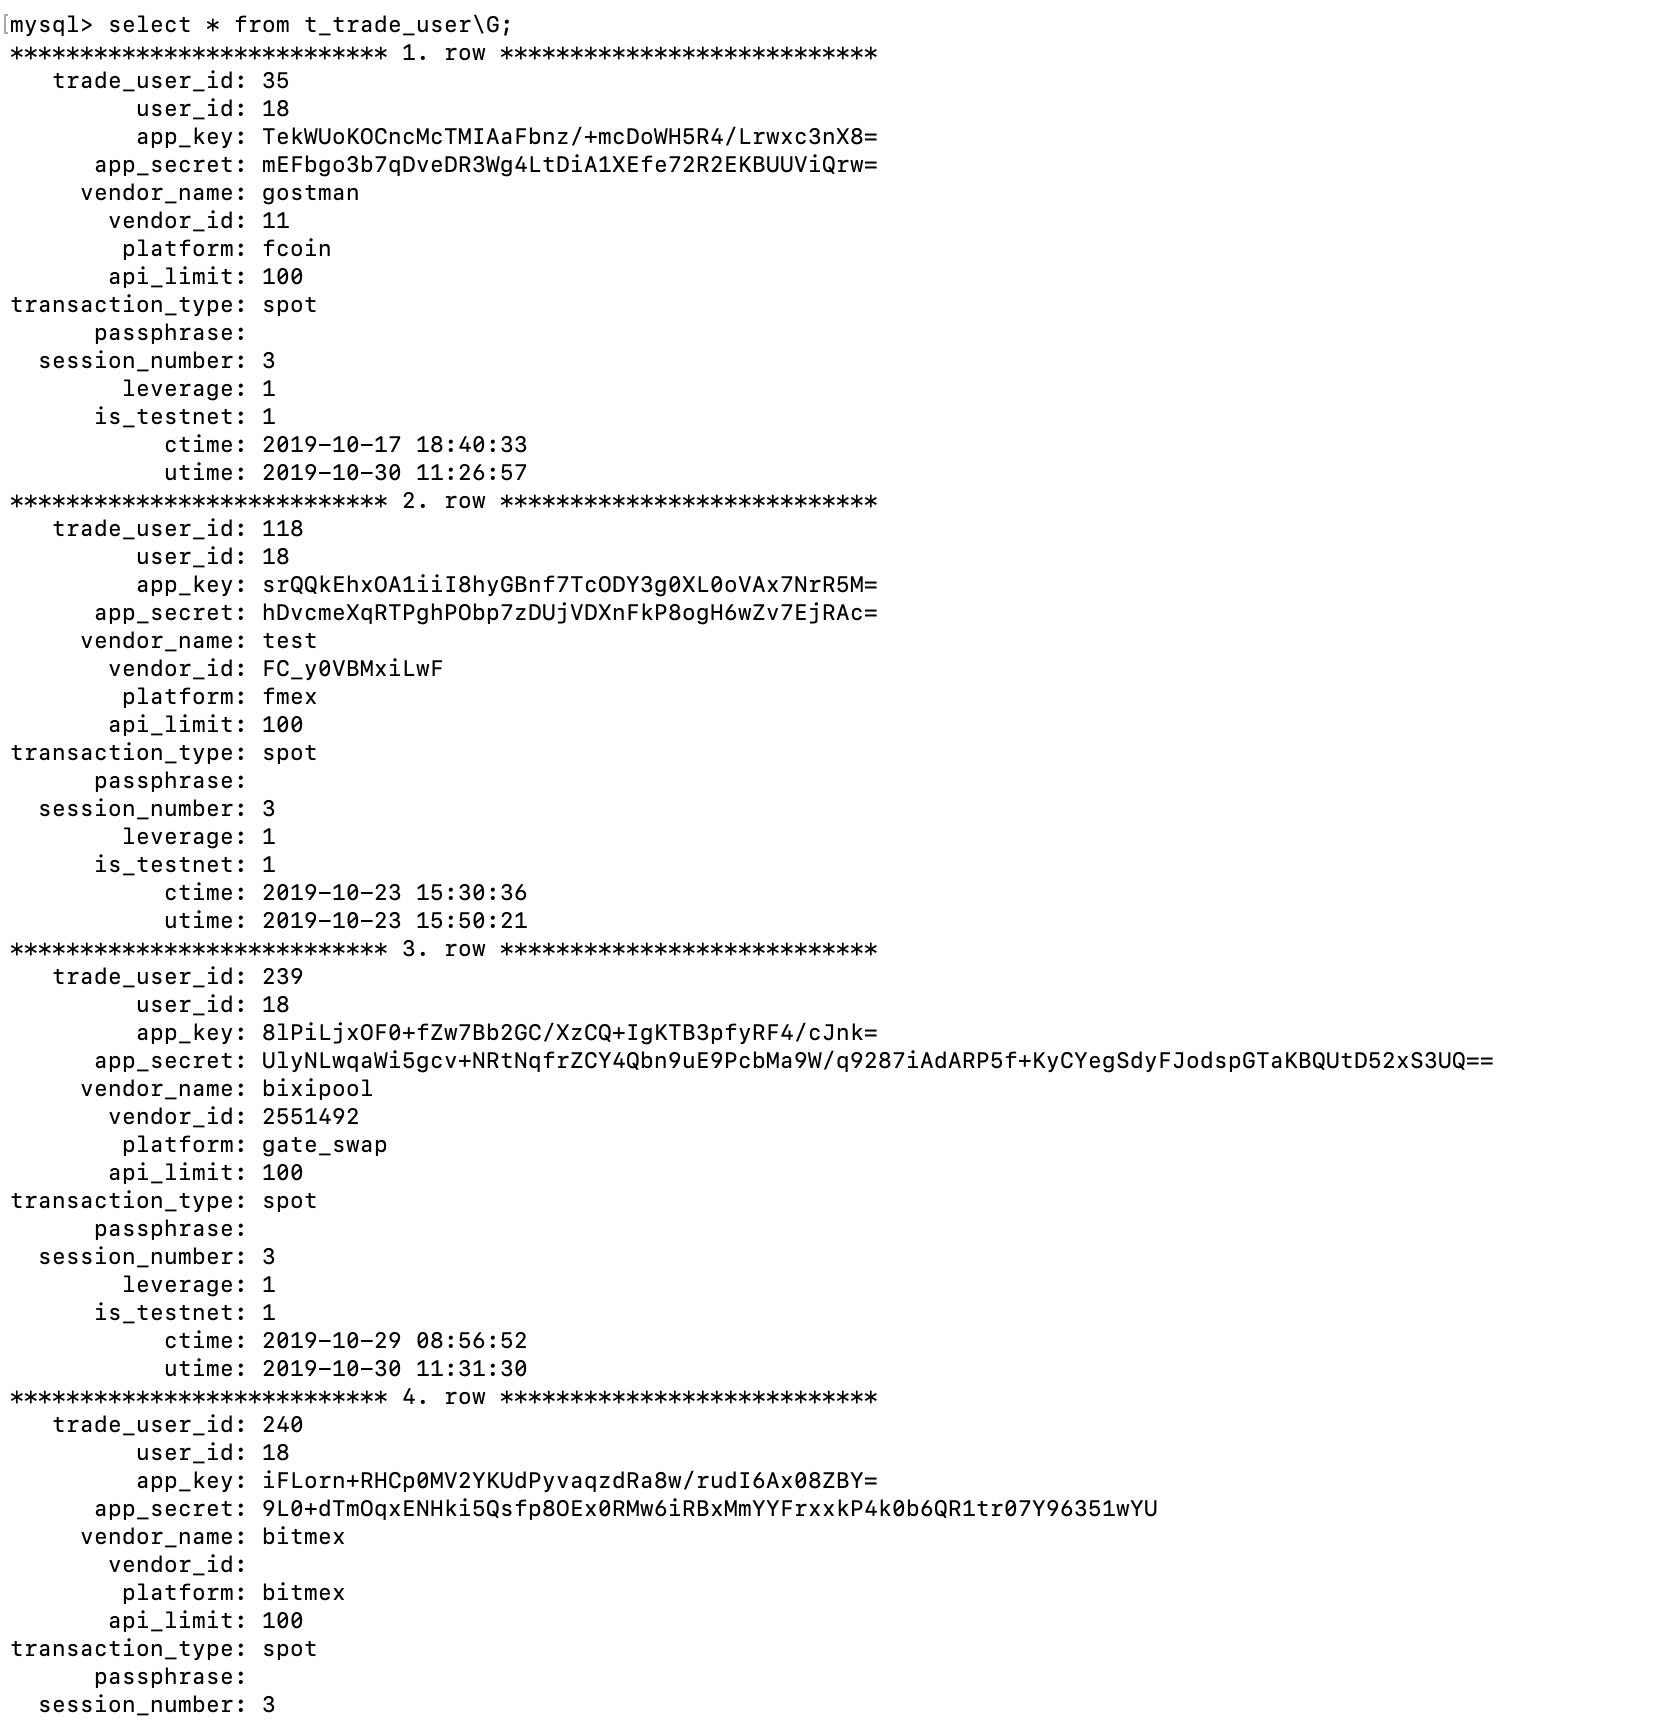 [mysql> select * from t_trade_user\G;
*************************** 1. row ***************************
trade_user_id: 35
user_id: 18
app_key: TekWUoKOCncMcTMIAaFbnz/+mcDoWH5R4/Lrwxc3nX8=
app_secret: mEFbgo3b7qDveDR3Wg4LtDiA1XEfe72R2EKBUUViQrw=
vendor_name: gostman
vendor_id: 11
platform: fcoin
api_limit: 100
transaction_type: spot
passphrase:
session_number: 3
leverage: 1
is_testnet: 1
ctime: 2019-10-17 18:40:33
utime: 2019-10-30 11:26:57
*************************** 2. row ***************************
trade_user_id: 118
user_id: 18
app_key: srQQkEhxOA1iiI8hyGBnf7TcODY3g0XL0oVAx7NrR5M=
app_secret: hDvcmeXqRTPghPObp7zDUjVDXnFkP8ogH6wZv7EjRAc=
vendor_name: test
vendor_id: FC_y0VBMxiLwF
platform: fmex
api_limit: 100
transaction_type: spot
passphrase:
session_number: 3
leverage: 1
is_testnet: 1
ctime: 2019-10-23 15:30:36
utime: 2019-10-23 15:50:21
*************************** 3. row ***************************
trade_user_id: 239
user_id: 18
app_key: 8lPiLjxOF0+fZw7Bb2GC/XzCQ+IgKTB3pfyRF4/cJnk=
app_secret: UlyNLwqaWi5gcv+NRtNqfrZCY4Qbn9uE9PcbMa9W/q9287iAdARP5f+KyCYegSdyFJodspGTaKBQUtD52xS3UQ==
vendor_name: bixipool
vendor_id: 2551492
platform: gate_swap
api_limit: 100
transaction_type: spot
passphrase:
session_number: 3
leverage: 1
is_testnet: 1
ctime: 2019-10-29 08:56:52
utime: 2019-10-30 11:31:30
*************************** 4. row ***************************
trade_user_id: 240
user_id: 18
app_key: iFLorn+RHCp0MV2YKUdPyvaqzdRa8w/rudI6Ax08ZBY=
app_secret: 9L0+dTmOqxENHki5Qsfp8OEx0RMw6iRBxMmYYFrxxkP4k0b6QR1tr07Y96351wYU
vendor_name: bitmex
vendor_id:
platform: bitmex
api_limit: 100
transaction_type: spot
passphrase:
session_number: 3